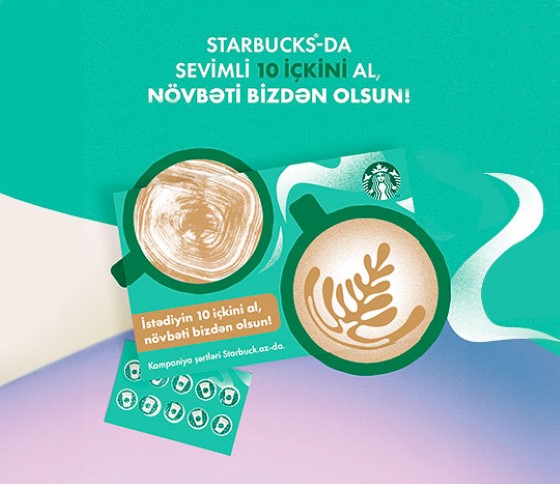 STARBUCKS®-DA
SEVİMLİ 10 İÇKİNİ AL,
NÖVBƏTİ BİZDƏN OLSUN!
İstədiyin 10 içkini al,
növbəti bizdən olsun!
Kampaniya şərtləri Starbuck.az-da.